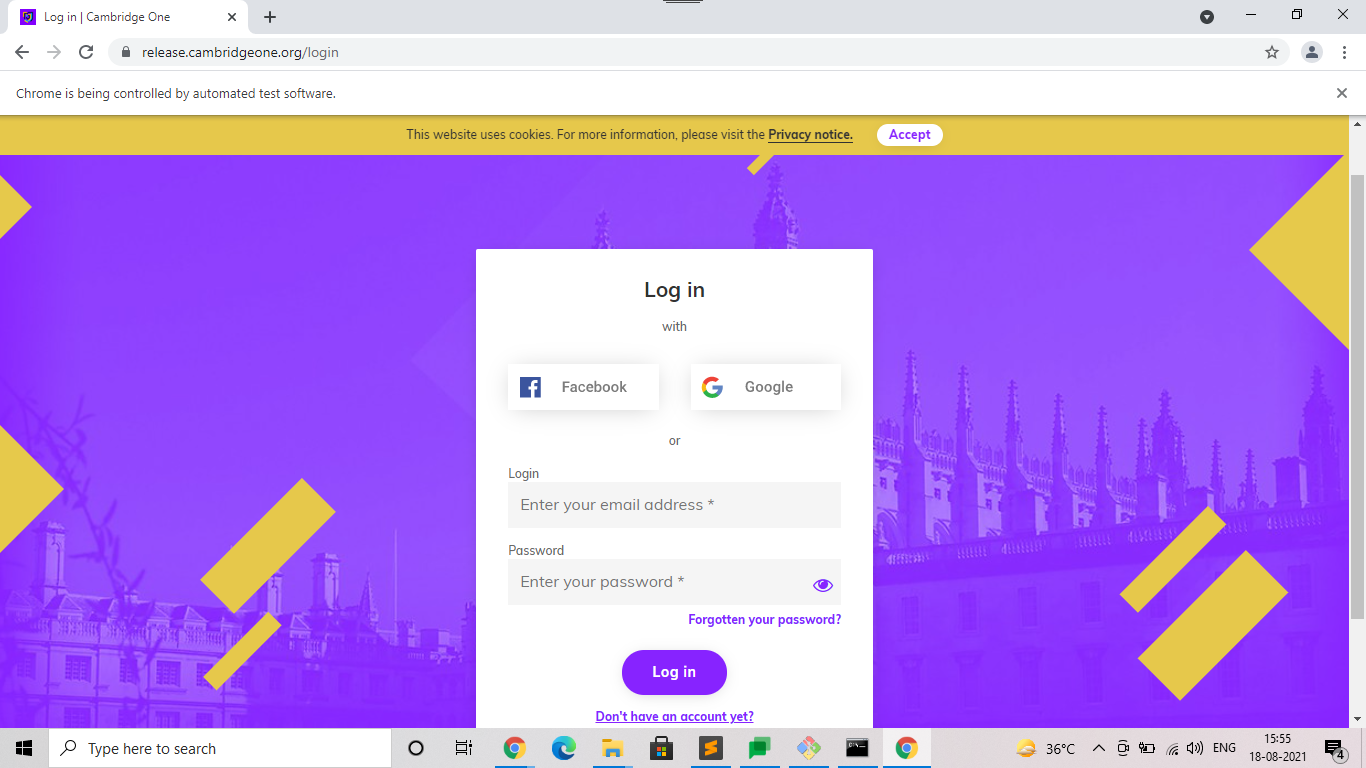 Log in | Cambridge One
release.cambridgeone.org/login
Chrome is being controlled by automated test software.
This website uses cookies. For more information, please visit the Privacy notice. Accept
Log in
with
Facebook Google
or
Login
Enter your email address *
Password
Enter your password *
Forgotten your password?
Log in
Don't have an account yet?
Type here to search
36°C ENG 15:55
18-08-2021
4